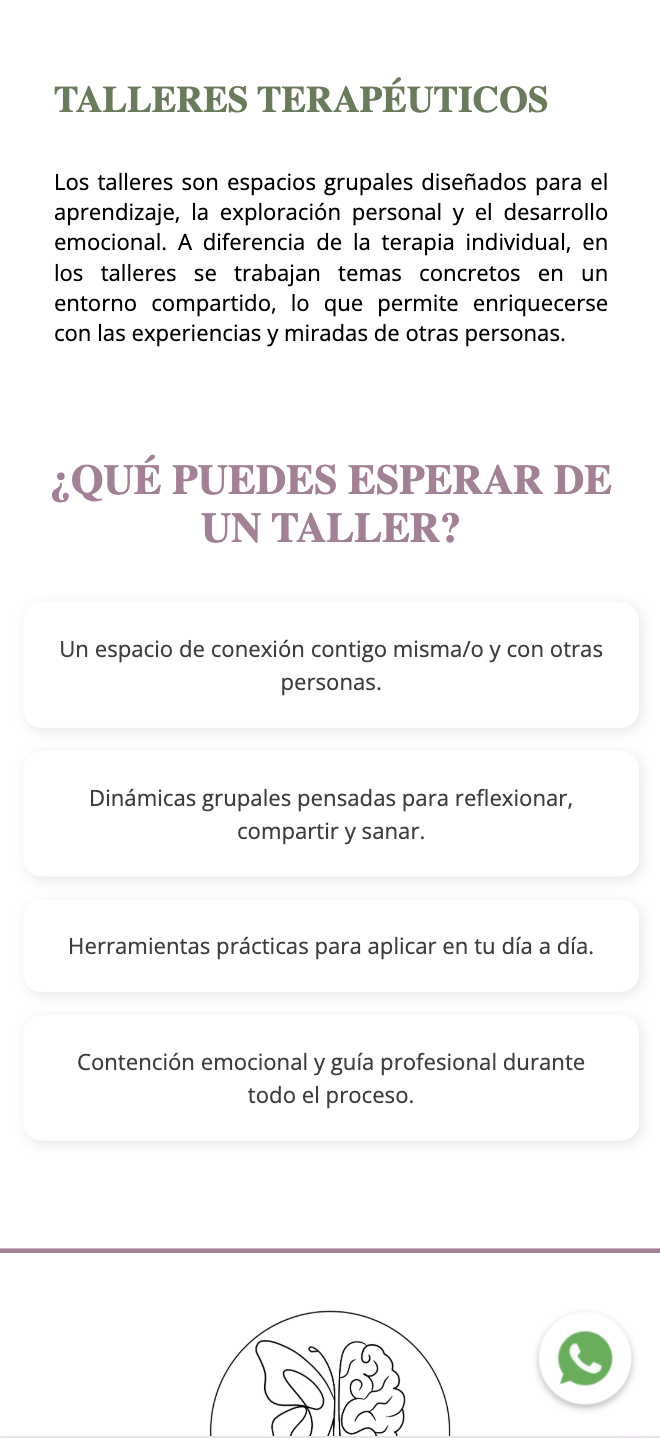 TALLERES TERAPÉUTICOS
Los talleres son espacios grupales diseñados para el
aprendizaje, la exploración personal y el desarrollo
emocional. A diferencia de la terapia individual, en
los talleres se trabajan temas concretos en un
entorno compartido, lo que permite enriquecerse
con las experiencias y miradas de otras personas.
¿QUÉ PUEDES ESPERAR DE
UN TALLER?
Un espacio de conexión contigo misma/o y con otras
personas.
Dinámicas grupales pensadas para reflexionar,
compartir y sanar.
Herramientas prácticas para aplicar en tu día a día.
Contención emocional y guía profesional durante
todo el proceso.